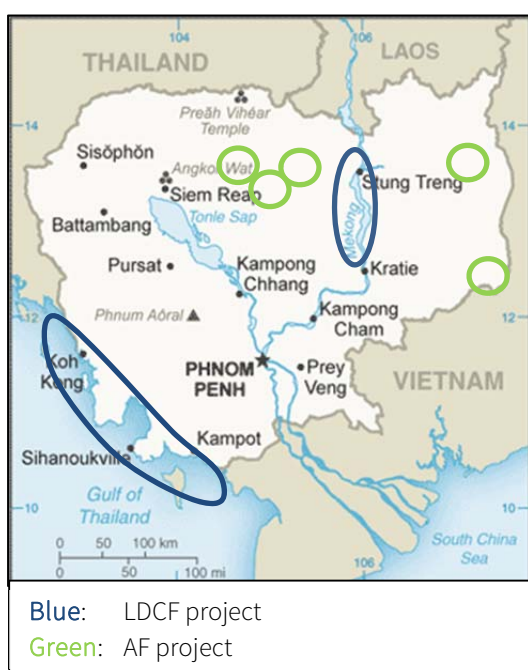 104
106
LAOS
THAILAND
14
Preăh Vihéar
Temple
14
Sisŏphŏn
Angkor Wat
Siem Reap
Stung Treng
Tonle Sap
Battambang
Mekong
Pursat
Kampong
Chhang
Kratie
Phnum Aôral
Kampong
Cham
12
12
Koh
Kong
PHNOM
PENH
Prey
Veng
VIETNAM
Sihanoukville
Kampot
Gulf of
Thailand
10
10
0 50 100 km
0 50 100 mi
106
South China
Sea
Blue: LDCF project
Green: AF project